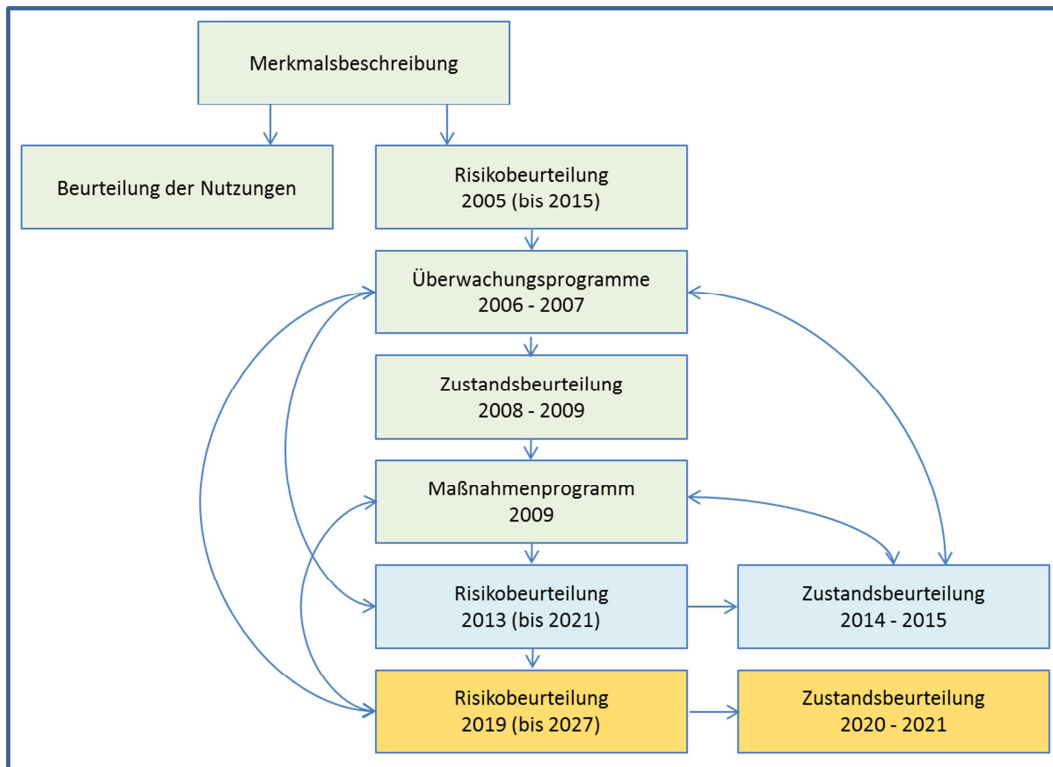 Merkmalsbeschreibung
Beurteilung der Nutzungen
Risikobeurteilung
2005 (bis 2015)
Überwachungsprogramme
2006 - 2007
Zustandsbeurteilung
2008 - 2009
Maßnahmenprogramm
2009
Risikobeurteilung
2013 (bis 2021)
Zustandsbeurteilung
2014 - 2015
Risikobeurteilung
2019 (bis 2027)
Zustandsbeurteilung
2020 - 2021